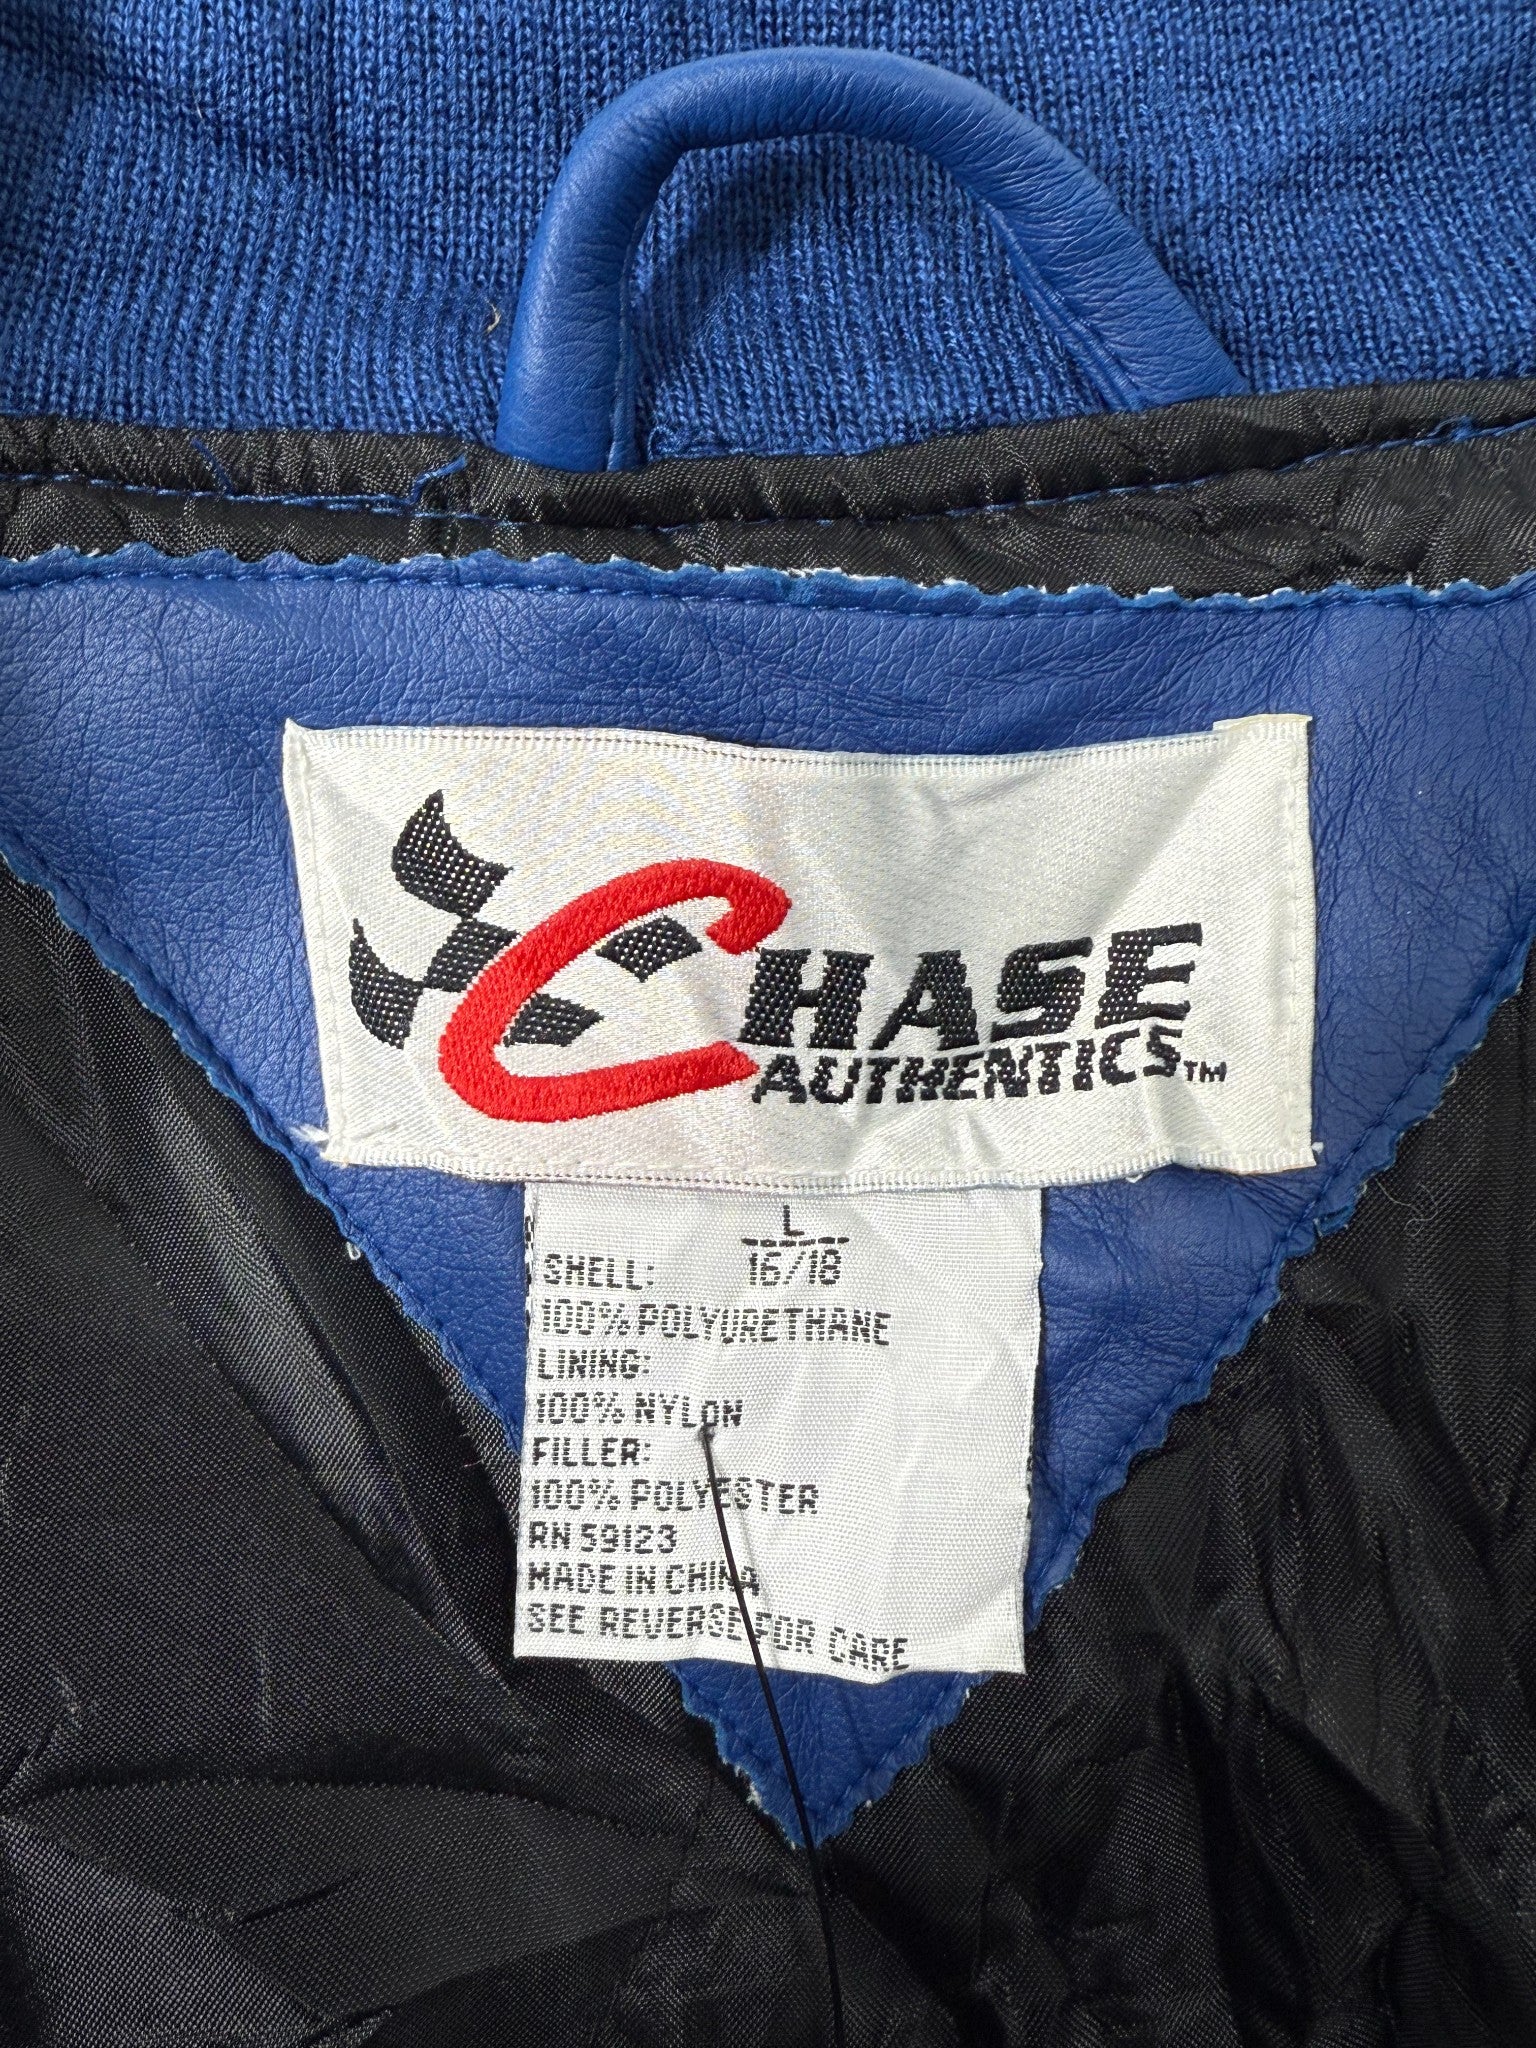 CHASE
AUTHENTICS™
L
16/18
SHELL:
100% POLYURETHANE
LINING:
100% NYLON
FILLER:
100% POLYESTER
RN 59123
MADE IN CHINA
SEE REVERSE FOR CARE